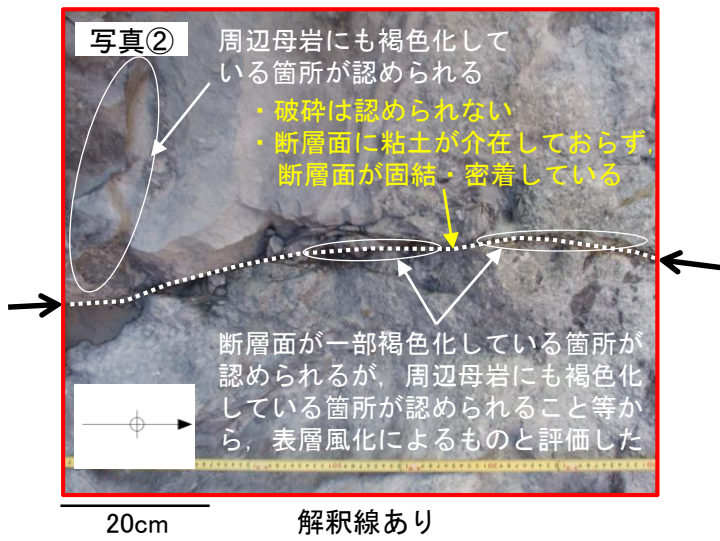 写真②
周辺母岩にも褐色化して
いる箇所が認められる
・破砕は認められない
・断層面に粘土が介在しておらず,
断層面が固結・密着している
断層面が一部褐色化している箇所が
認められるが,周辺母岩にも褐色化
している箇所が認められること等か
ら,表層風化によるものと評価した
20cm
解釈線あり